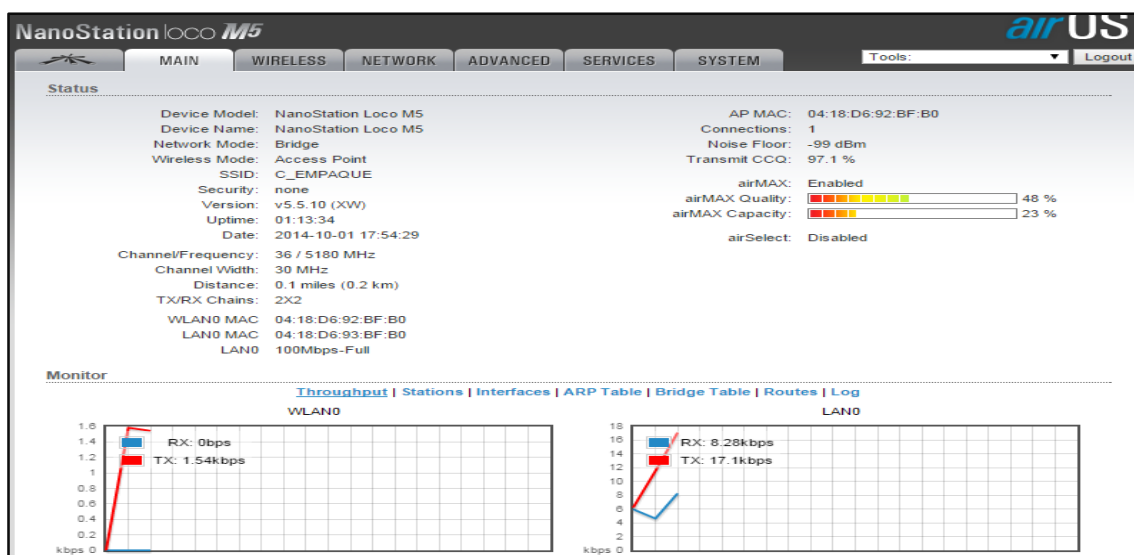 NanoStation loco M5
air US
MAIN WIRELESS NETWORK ADVANCED SERVICES SYSTEM Tools: Logout
Status
Device Model: NanoStation Loco M5
Device Name: NanoStation Loco M5
Network Mode: Bridge
Wireless Mode: Access Point
SSID: C_EMPAQUE
Security: none
Version: v5.5.10 (XW)
Uptime: 01:13:34
Date: 2014-10-01 17:54:29
Channel/Frequency: 36 / 5180 MHz
Channel Width: 30 MHz
Distance: 0.1 miles (0.2 km)
TX/RX Chains: 2X2
WLAN0 MAC 04:18:D6:92:BF:B0
LAN0 MAC 04:18:D6:93:BF:B0
LAN0 100Mbps-Full
AP MAC: 04:18:D6:92:BF:B0
Connections: 1
Noise Floor: -99 dBm
Transmit CCQ: 97.1 %
airMAX: Enabled
airMAX Quality: 48 %
airMAX Capacity: 23 %
airSelect: Disabled
Monitor
Throughput | Stations | Interfaces | ARP Table | Bridge Table | Routes | Log
WLAN0
1.6
1.4
1.2
1
0.8
0.6
0.4
0.2
kbps 0
RX: 0bps
TX: 1.54kbps
LAN0
18
16
14
12
10
8
6
4
2
kbps 0
RX: 8.28kbps
TX: 17.1kbps